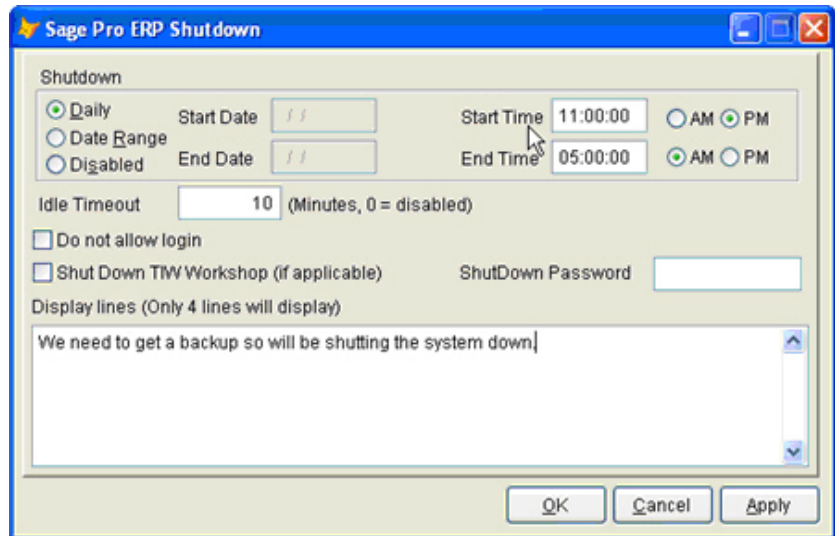 Sage Pro ERP Shutdown
Shutdown
Daily Start Date / / Start Time 11:00:00 AM PM
Date Range
Disabled End Date / / End Time 05:00:00 AM PM
Idle Timeout 10 (Minutes, 0 = disabled)
Do not allow login
Shut Down TIW Workshop (if applicable) ShutDown Password
Display lines (Only 4 lines will display)
We need to get a backup so will be shutting the system down.
OK Cancel Apply